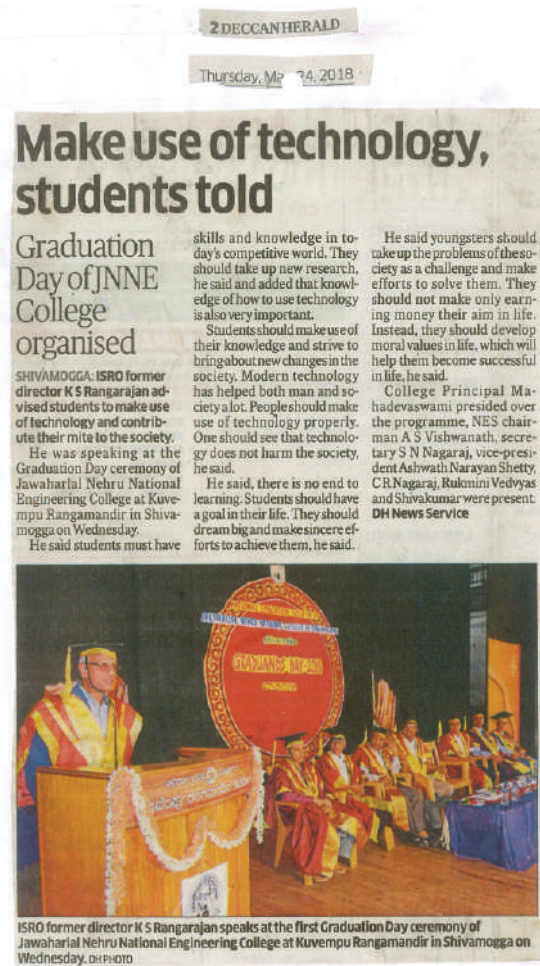 2 DECCAN HERALD
Thursday, Ma 24, 2018
Make use of technology,
students told
Graduation
Day of JNNE
College
organised
SHIVAMOGGA: ISRO former
director K S Rangarajan ad-
vised students to make use
of technology and contrib-
ute their mite to the society.
He was speaking at the
Graduation Day ceremony of
Jawaharlal Nehru National
Engineering College at Kuve-
mpu Rangamandir in Shiva-
mogga on Wednesday.
He said students must have
skills and knowledge in to-
day's competitive world. They
should take up new research,
he said and added that knowl-
edge of how to use technology
is also very important.
Students should make use of
their knowledge and strive to
bring about new changes in the
society. Modern technology
has helped both man and so-
ciety a lot. People should make
use of technology properly.
One should see that technolo-
gy does not harm the society,
he said.
He said, there is no end to
learning. Students should have
a goal in their life. They should
dream big and make sincere ef-
forts to achieve them, he said.
He said youngsters should
take up the problems of the so-
ciety as a challenge and make
efforts to solve them. They
should not make only earn-
ing money their aim in life.
Instead, they should develop
moral values in life, which will
help them become successful
in life, he said.
College Principal Ma-
hadevaswami presided over
the programme, NES chair-
man A S Vishwanath, secre-
tary S N Nagaraj, vice-presi-
dent Ashwath Narayan Shetty,
C R Nagaraj, Rukmini Vedvyas
and Shivakumar were present.
DH News Service
GRADUANDS DAY-2018
ISRO former director K S Rangarajan speaks at the first Graduation Day ceremony of
Jawaharlal Nehru National Engineering College at Kuvempu Rangamandir in Shivamogga on
Wednesday. DH PHOTO